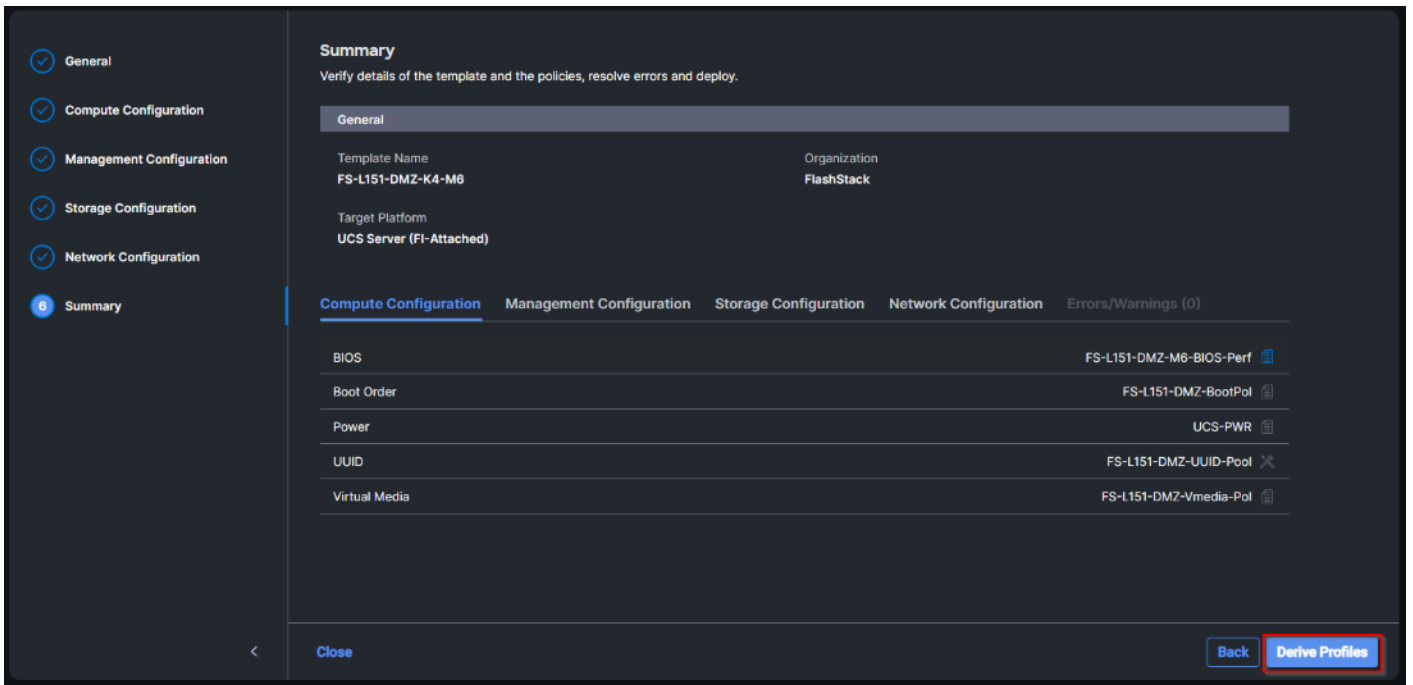 General
Compute Configuration
Management Configuration
Storage Configuration
Network Configuration
6 Summary
Summary
Verify details of the template and the policies, resolve errors and deploy.
General
Template Name
FS-L151-DMZ-K4-M6
Organization
FlashStack
Target Platform
UCS Server (FI-Attached)
Compute Configuration Management Configuration Storage Configuration Network Configuration Errors/Warnings (0)
BIOS FS-L151-DMZ-M6-BIOS-Perf
Boot Order FS-L151-DMZ-BootPol
Power UCS-PWR
UUID FS-L151-DMZ-UUID-Pool
Virtual Media FS-L151-DMZ-Vmedia-Pol
Close Back Derive Profiles